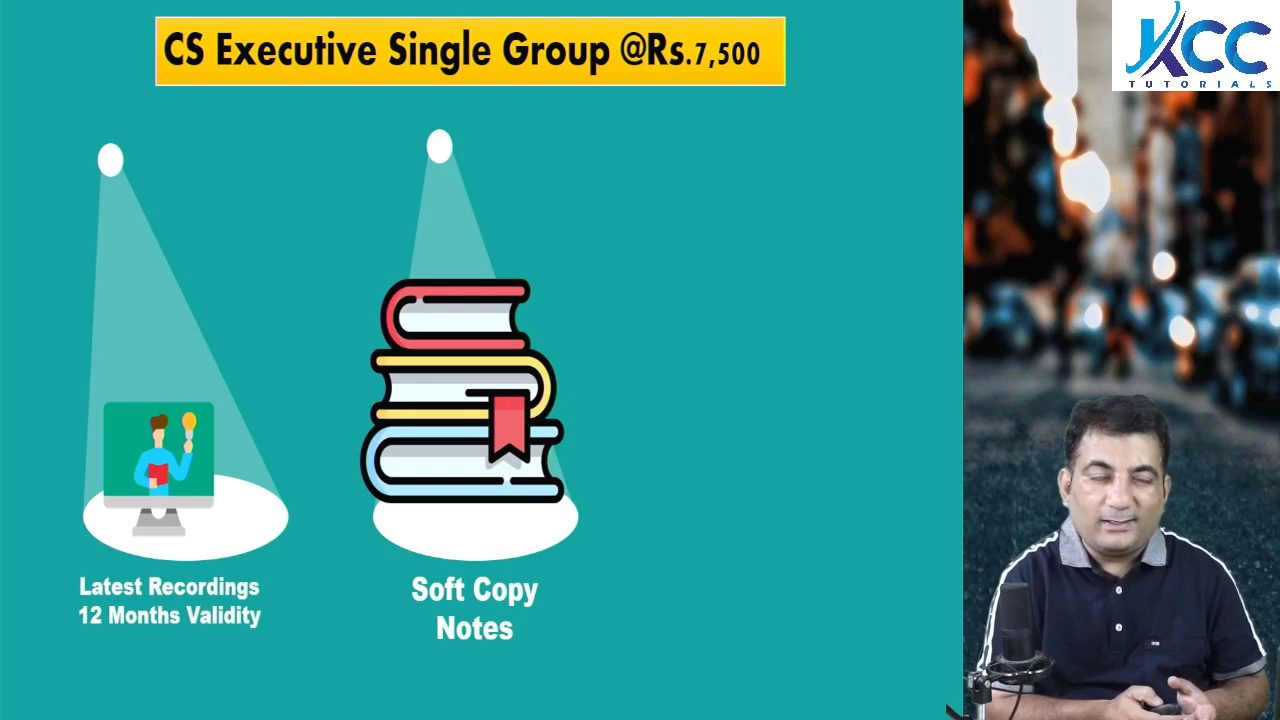 CS Executive Single Group @Rs.7,500
KCC
TUTORIALS
Latest Recordings
12 Months Validity
Soft Copy
Notes